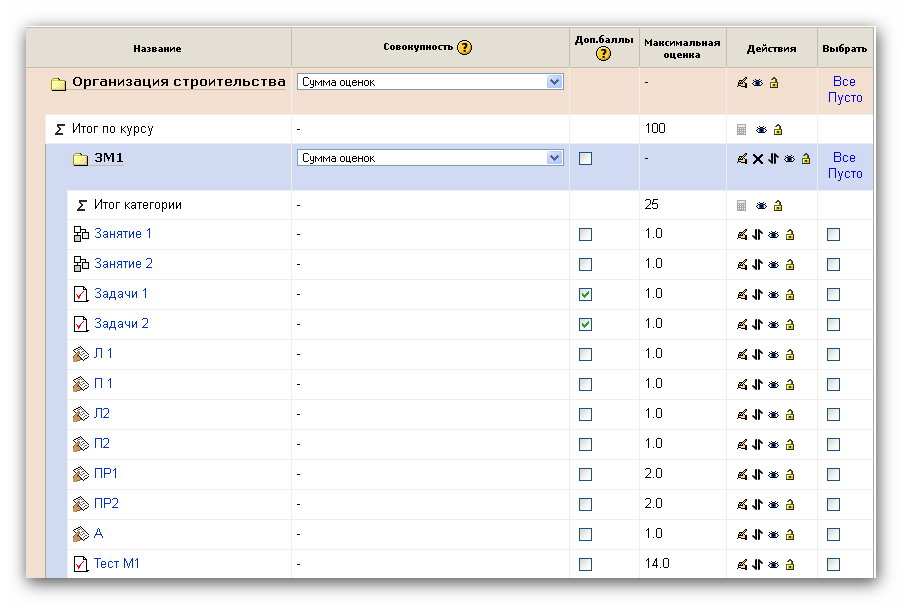 Название Совокупность ? Доп.баллы ? Максимальная оценка Действия Выбрать
Организация строительства Сумма оценок - Все
Пусто
Σ Итог по курсу - 100
ЗМ1 Сумма оценок - Все
Пусто
Σ Итог категории - 25
Занятие 1 - 1.0
Занятие 2 - 1.0
Задачи 1 - 1.0
Задачи 2 - 1.0
Л 1 - 1.0
П 1 - 1.0
Л2 - 1.0
П2 - 1.0
ПР1 - 2.0
ПР2 - 2.0
А - 1.0
Тест М1 - 14.0